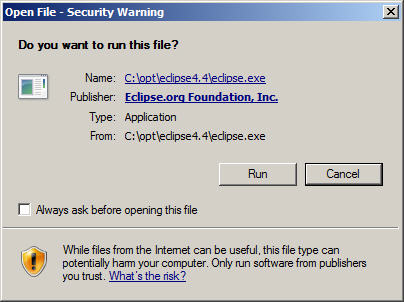 Open File - Security Warning
Do you want to run this file?
Name: C:\opt\eclipse4.4\eclipse.exe
Publisher: Eclipse.org Foundation, Inc.
Type: Application
From: C:\opt\eclipse4.4\eclipse.exe
Run Cancel
Always ask before opening this file
While files from the Internet can be useful, this file type can
potentially harm your computer. Only run software from publishers
you trust. What's the risk?